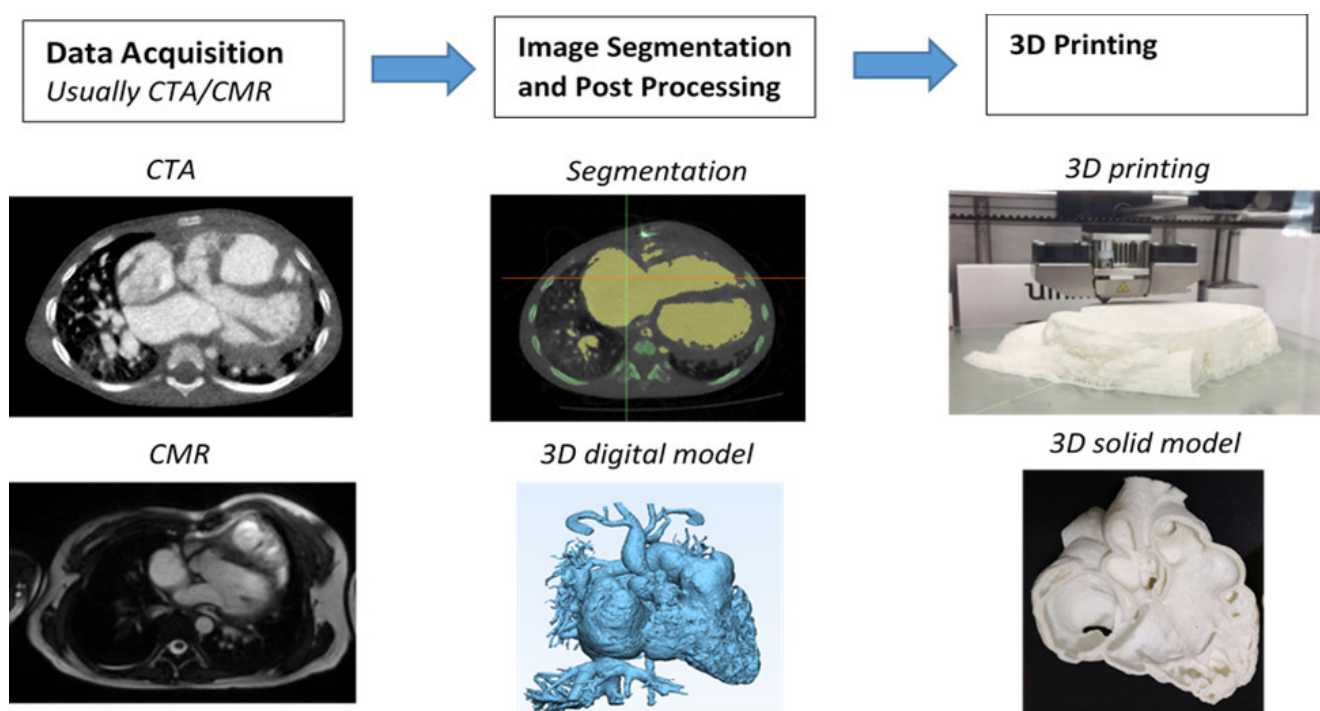 Data Acquisition
Usually CTA/CMR
Image Segmentation
and Post Processing
3D Printing
CTA
Segmentation
3D printing
CMR
3D digital model
3D solid model